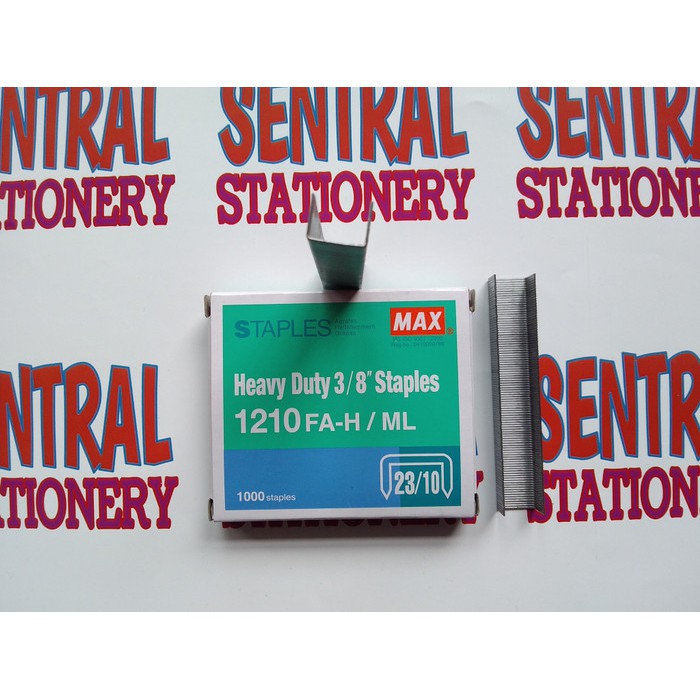 SENTRAL
STATIONERY
SENTRAL
STATIONERY
SENTRAL
STATIONERY
STAPLES
MAX
Heavy Duty 3/8" Staples
1210 FA-H / ML
1000 staples
23/10
SENTRAL
STATIONERY
SENTRAL
STATIONERY